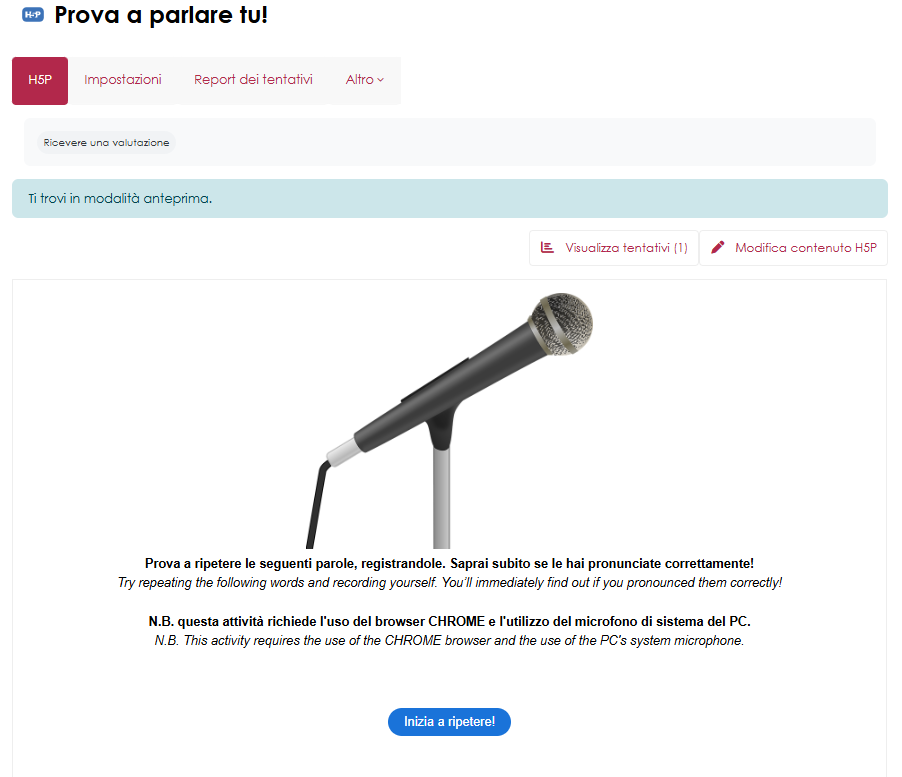 H-P Prova a parlare tu!
H5P Impostazioni Report dei tentativi Altro
Ricevere una valutazione
Ti trovi in modalità anteprima.
Visualizza tentativi (1) Modifica contenuto H5P
Prova a ripetere le seguenti parole, registrandole. Saprai subito se le hai pronunciate correttamente!
Try repeating the following words and recording yourself. You'll immediately find out if you pronounced them correctly!
N.B. questa attività richiede l'uso del browser CHROME e l'utilizzo del microfono di sistema del PC.
N.B. This activity requires the use of the CHROME browser and the use of the PC's system microphone.
Inizia a ripetere!